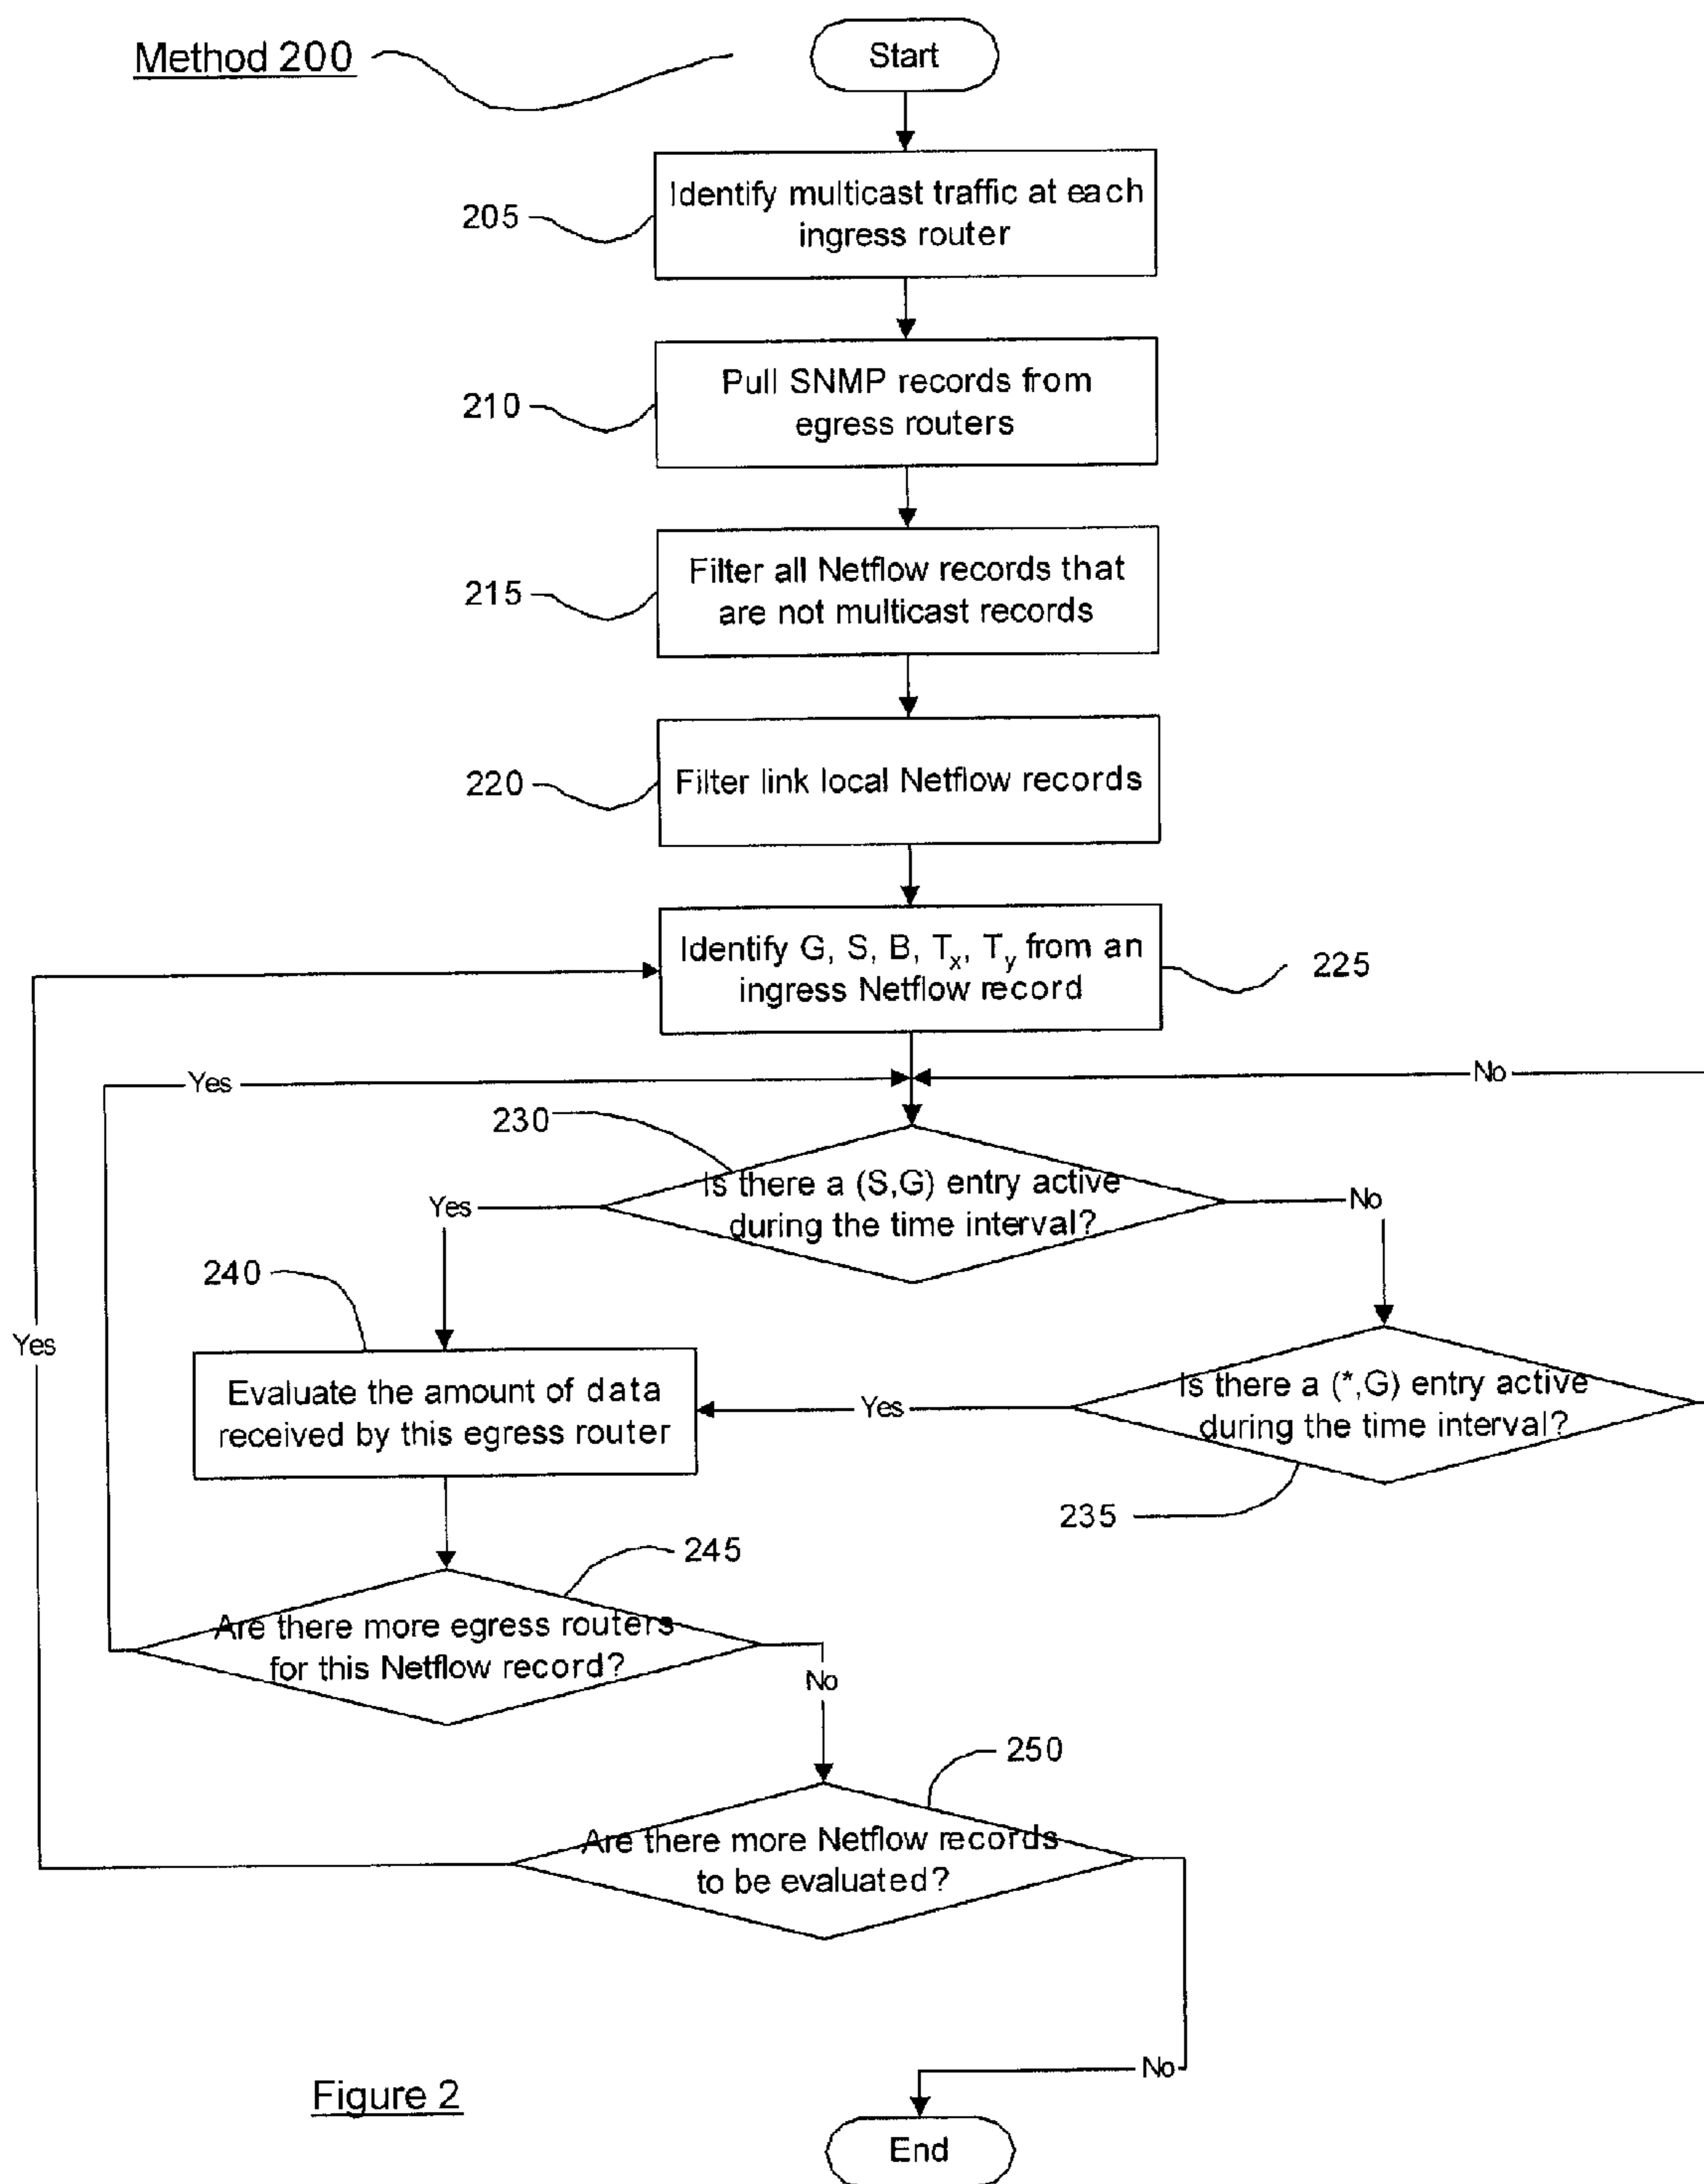 Method 200
Start
Identify multicast traffic at each
ingress router
205
Pull SNMP records from
egress routers
210
Filter all Netflow records that
are not multicast records
215
Filter link local Netflow records
220
Identify G, S, B, Tx, Ty from an
ingress Netflow record
225
Yes
No
230
Is there a (S,G) entry active
during the time interval?
Yes
No
240
Yes
Evaluate the amount of data
received by this egress router
Yes
Is there a (*,G) entry active
during the time interval?
235
245
Are there more egress routers
for this Netflow record?
No
250
Are there more Netflow records
to be evaluated?
No
Figure 2
End